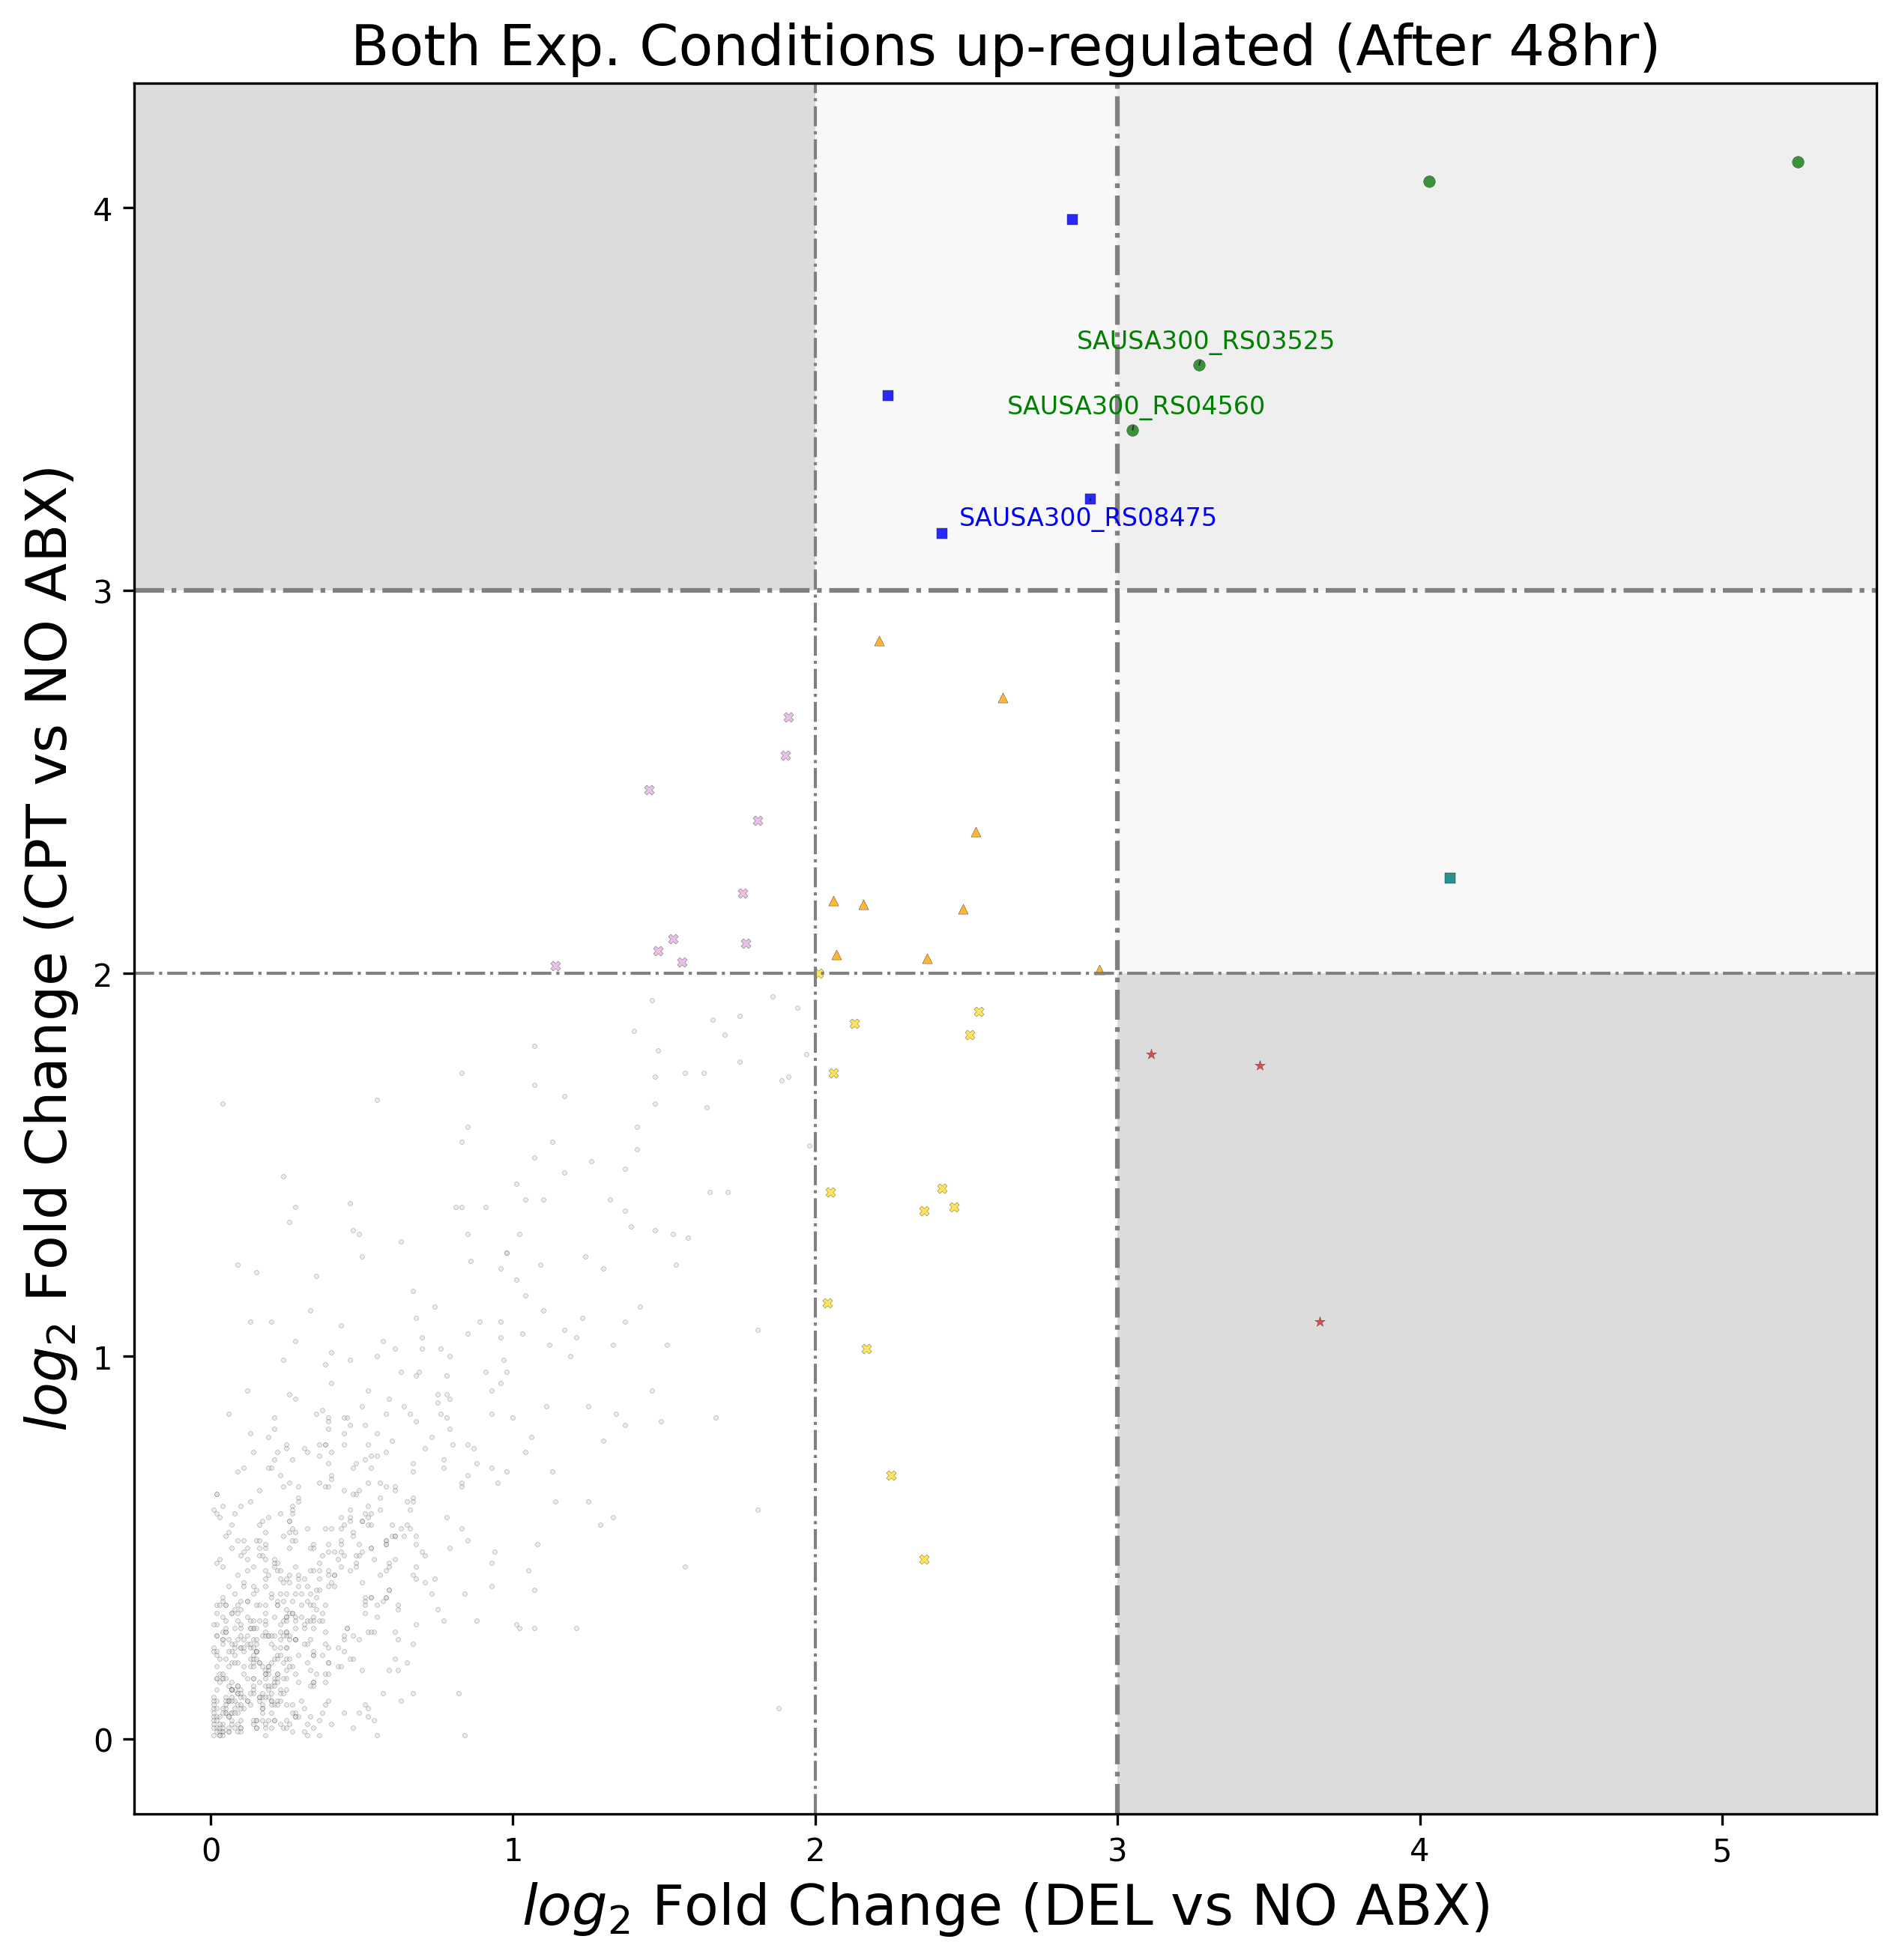 Both Exp. Conditions up-regulated (After 48hr)
log2 Fold Change (CPT vs NO ABX)
4
3
2
1
0
SAUSA300_RS03525
SAUSA300_RS04560
SAUSA300_RS08475
0 1 2 3 4 5
log2 Fold Change (DEL vs NO ABX)